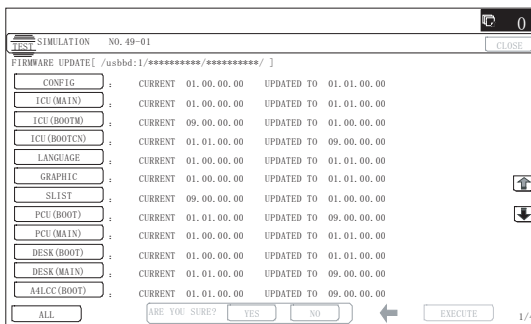 0
TEST SIMULATION NO. 49-01
CLOSE
FIRMWARE UPDATE[ /usbbd:1/**********/**********/ ]
CONFIG : CURRENT 01.00.00.00 UPDATED TO 01.01.00.00
ICU(MAIN) : CURRENT 01.00.00.00 UPDATED TO 01.01.00.00
ICU(BOOTM) : CURRENT 09.00.00.00 UPDATED TO 01.00.00.00
ICU(BOOTCN) : CURRENT 01.01.00.00 UPDATED TO 09.00.00.00
LANGUAGE : CURRENT 01.00.00.00 UPDATED TO 01.01.00.00
GRAPHIC : CURRENT 01.00.00.00 UPDATED TO 01.01.00.00
SLIST : CURRENT 09.00.00.00 UPDATED TO 01.00.00.00
PCU(BOOT) : CURRENT 01.01.00.00 UPDATED TO 09.00.00.00
PCU(MAIN) : CURRENT 01.01.00.00 UPDATED TO 09.00.00.00
DESK(BOOT) : CURRENT 01.00.00.00 UPDATED TO 01.01.00.00
DESK(MAIN) : CURRENT 01.01.00.00 UPDATED TO 09.00.00.00
A4LCC(BOOT) : CURRENT 01.01.00.00 UPDATED TO 09.00.00.00
ALL ARE YOU SURE? YES NO EXECUTE 1/4